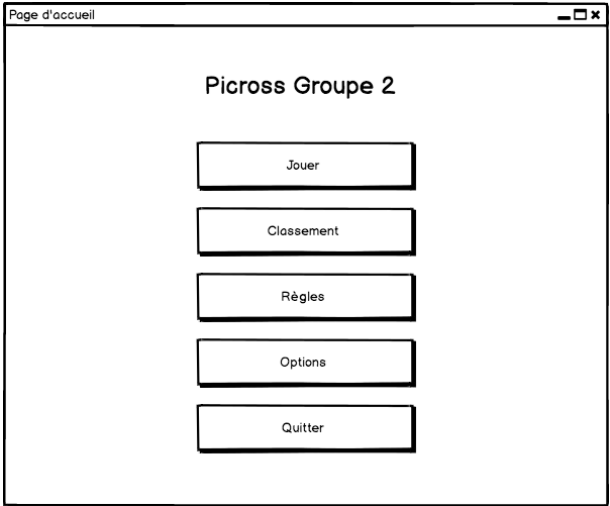 Page d'accueil
Picross Groupe 2
Jouer
Classement
Règles
Options
Quitter